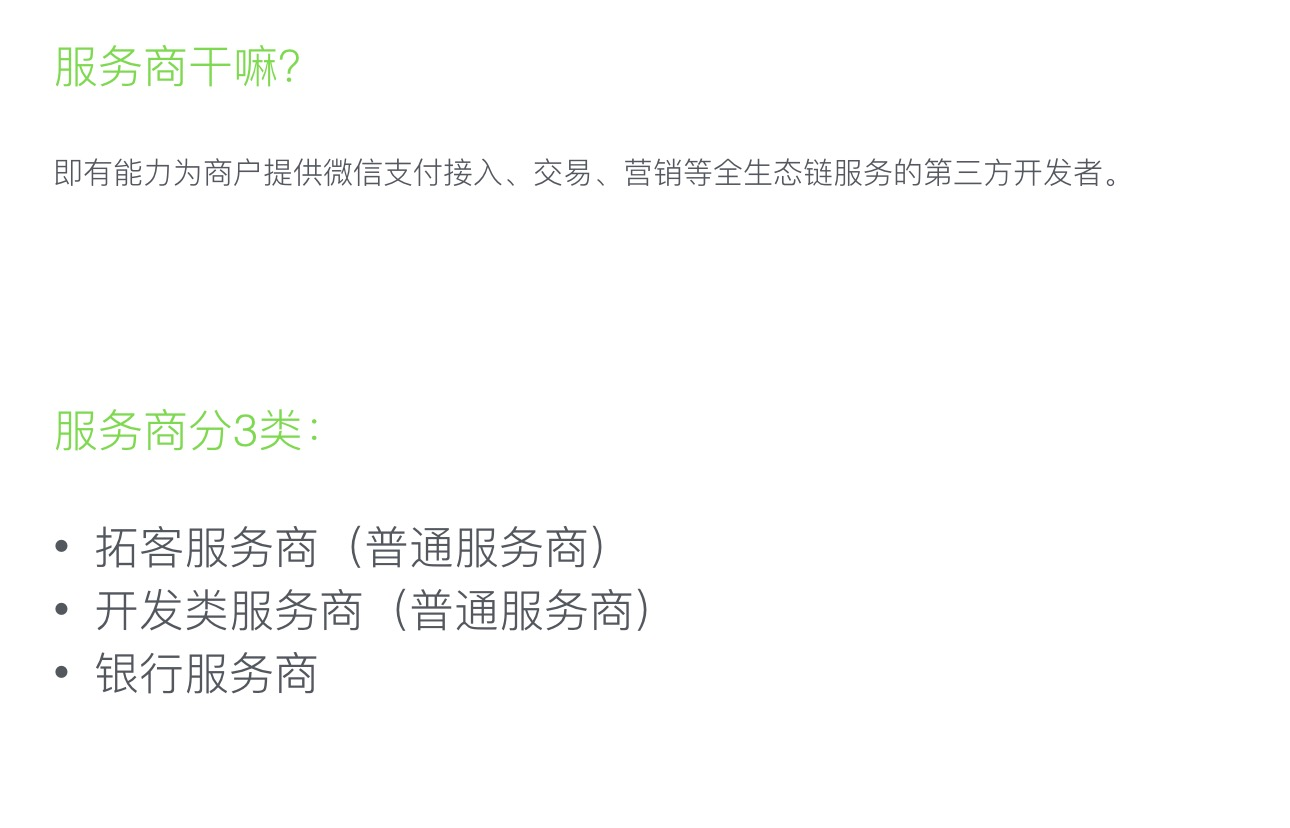 服务商干嘛？
即有能力为商户提供微信支付接入、交易、营销等全生态链服务的第三方开发者。
服务商分3类：
• 拓客服务商（普通服务商）
• 开发类服务商（普通服务商）
• 银行服务商